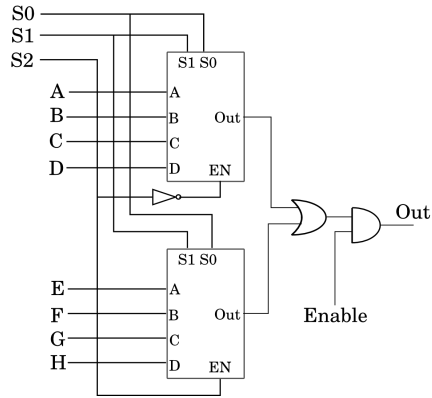 S0
S1
S2
S1 S0
A A
B B Out
C C
D D
EN
Out
S1 S0
Enable
E A
F B Out
G C
H D
EN